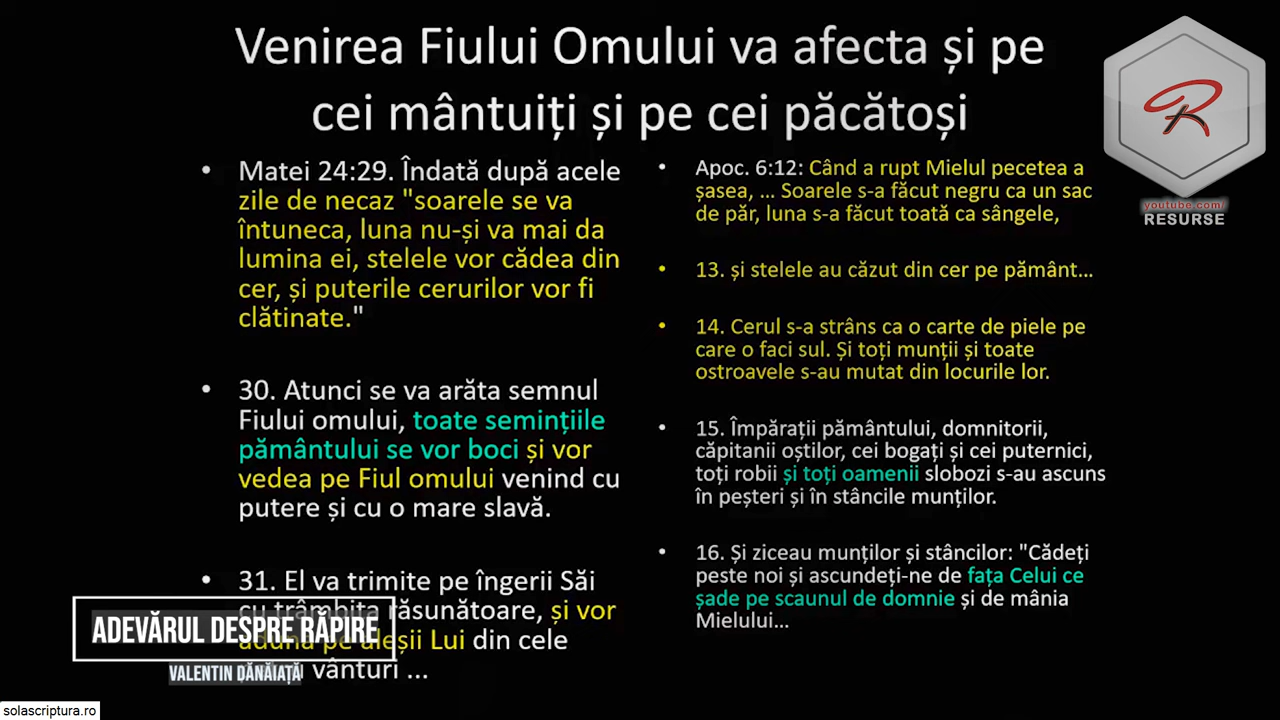 Venirea Fiului Omului va afecta și pe
cei mântuiți și pe cei păcătoși
• Matei 24:29. Îndată după acele
zile de necaz "soarele se va
întuneca, luna nu-și va mai da
lumina ei, stelele vor cădea din
cer, și puterile cerurilor vor fi
clătinate."
• 30. Atunci se va arăta semnul
Fiului omului, toate semințiile
pământului se vor boci și vor
vedea pe Fiul omului venind cu
putere și cu o mare slavă.
• 31. El va trimite pe îngerii Săi
cu trâmbița răsunătoare, și vor
aduna pe aleșii Lui din cele
vânturi ...
• Apoc. 6:12: Când a rupt Mielul pecetea a
șasea, ... Soarele s-a făcut negru ca un sac
de păr, luna s-a făcut toată ca sângele,
• 13. și stelele au căzut din cer pe pământ...
• 14. Cerul s-a strâns ca o carte de piele pe
care o faci sul. Și toți munții și toate
ostroavele s-au mutat din locurile lor.
• 15. Împărații pământului, domnitorii,
căpitanii oștilor, cei bogați și cei puternici,
toți robii și toți oamenii slobozi s-au ascuns
în peșteri și în stâncile munților.
• 16. Și ziceau munților și stâncilor: "Cădeți
peste noi și ascundeți-ne de fața Celui ce
șade pe scaunul de domnie și de mânia
Mielului...
R
youtube.com/
RESURSE
ADEVĂRUL DESPRE RĂPIRE
VALENTIN DĂNĂIAȚĂ
solascriptura.ro